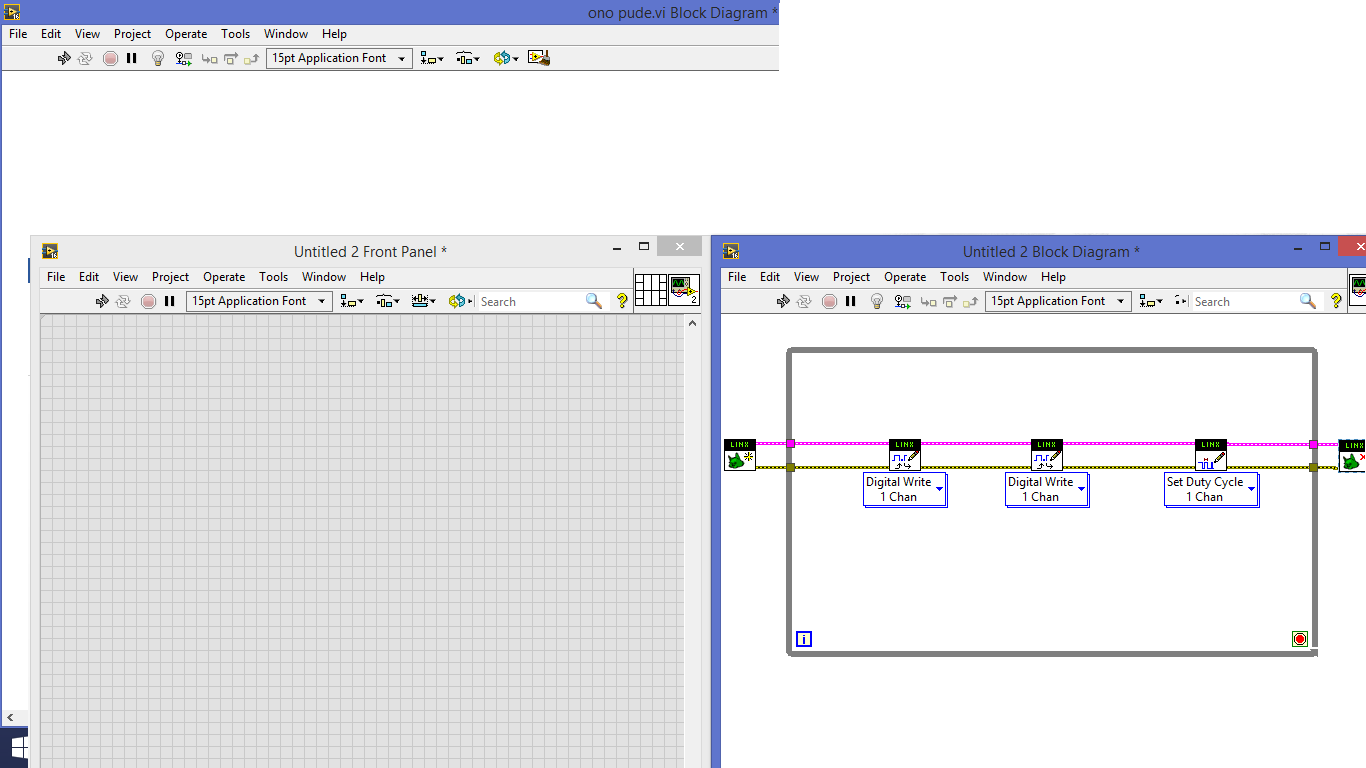 ono pude.vi Block Diagram *
File Edit View Project Operate Tools Window Help
15pt Application Font
Untitled 2 Front Panel *
File Edit View Project Operate Tools Window Help
15pt Application Font
Search
2
Untitled 2 Block Diagram *
File Edit View Project Operate Tools Window Help
15pt Application Font
Search
LINX
LINX
LINX
LINX
LINX
Digital Write
1 Chan
Digital Write
1 Chan
Set Duty Cycle
1 Chan
i